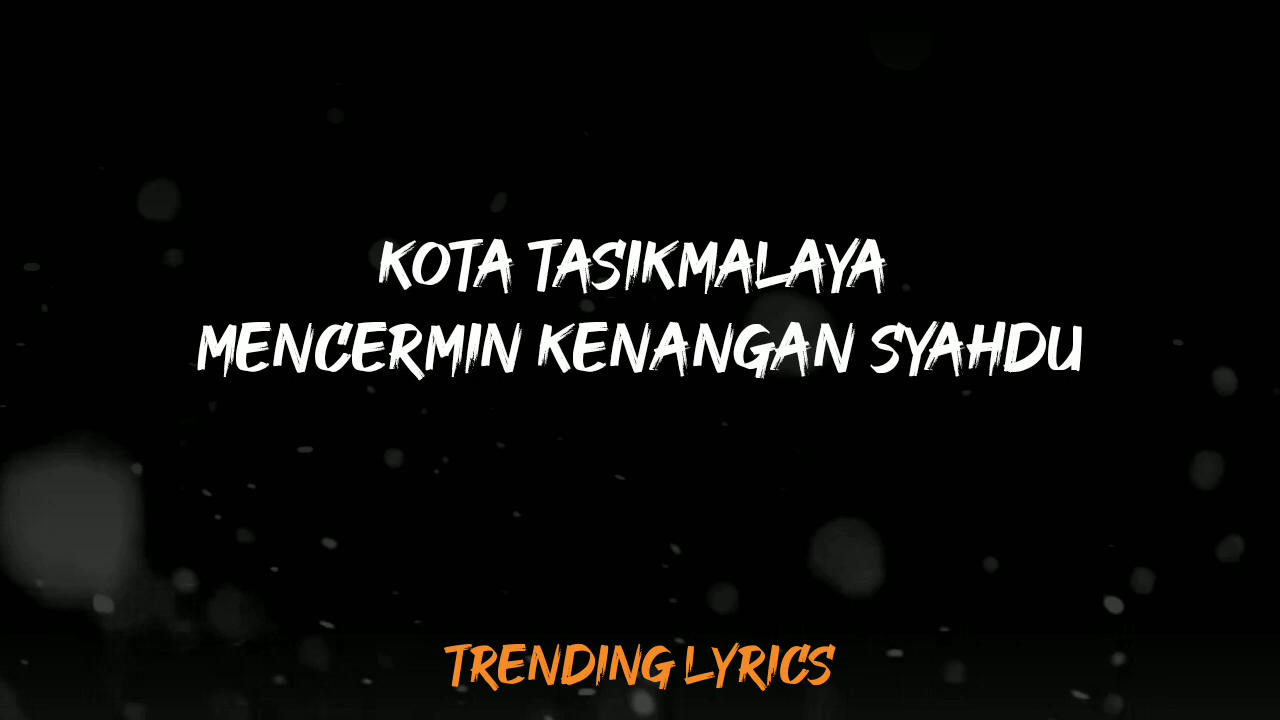 KOTA TASIKMALAYA
MENCERMIN KENANGAN SYAHDU
TRENDING LYRICS